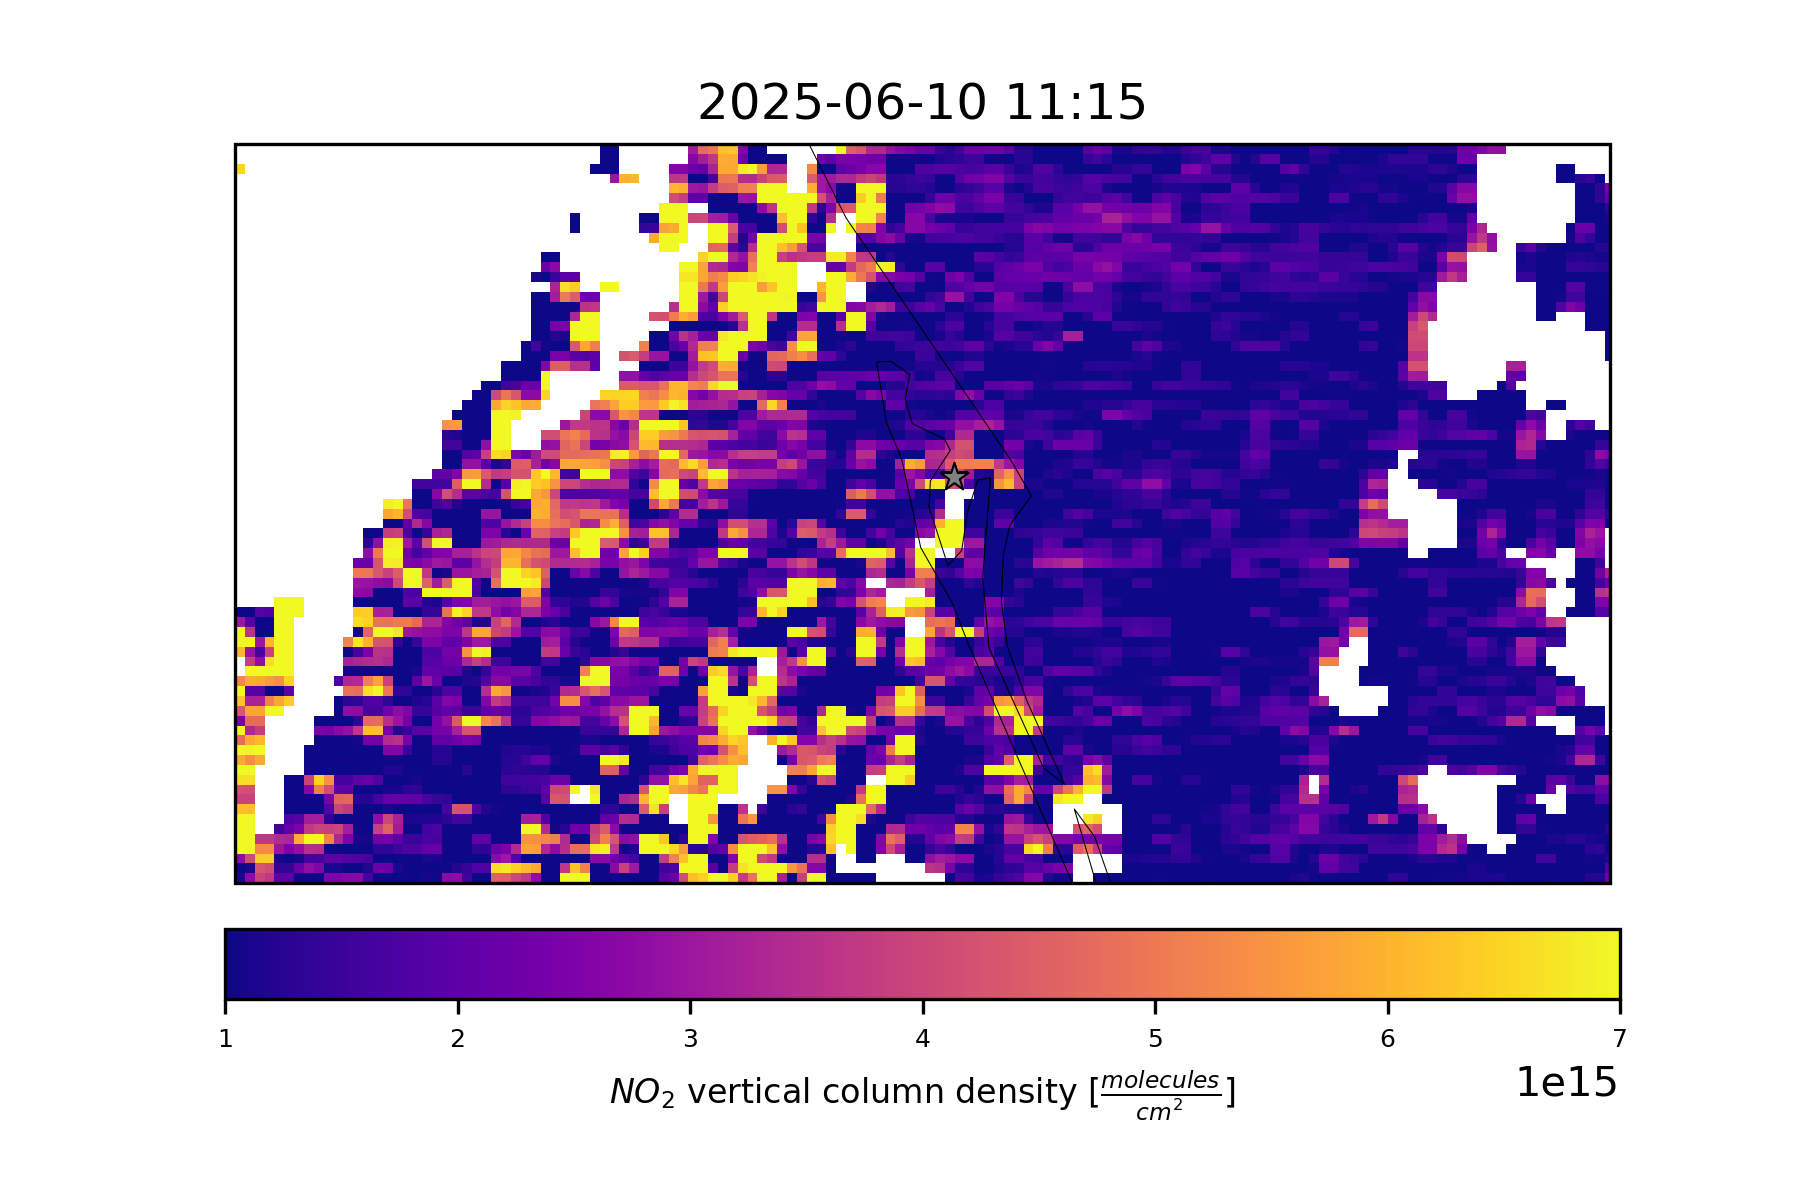 2025-06-10 11:15
1 2 3 4 5 6 7
1e15
NO₂ vertical column density [molecules/cm²]